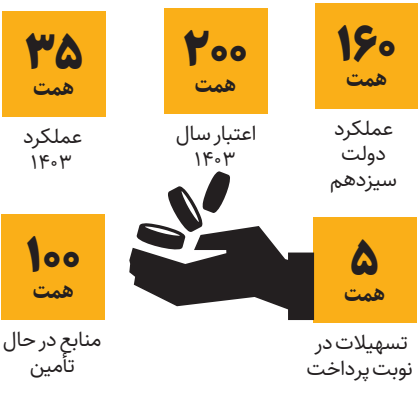 ۱۶۰
همت
عملکرد
دولت
سیزدهم
۲۰۰
همت
اعتبار سال
۱۴۰۳
۳۵
همت
عملکرد
۱۴۰۳
۵
همت
تسهیلات در
نوبت پرداخت
۱۰۰
همت
منابع در حال
تأمین